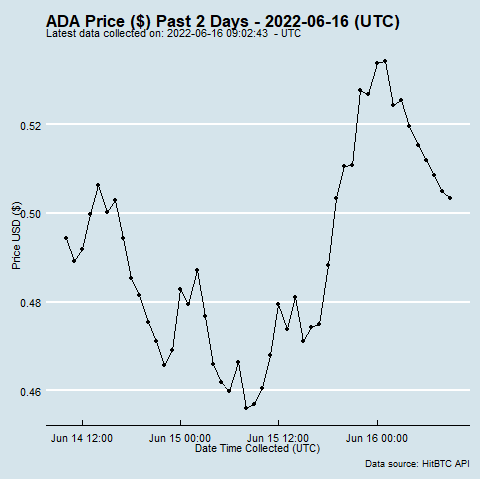 ADA Price ($) Past 2 Days - 2022-06-16 (UTC)
Latest data collected on: 2022-06-16 09:02:43 - UTC
Price USD ($)
0.52
0.50
0.48
0.46
Jun 14 12:00
Jun 15 00:00
Jun 15 12:00
Jun 16 00:00
Date Time Collected (UTC)
Data source: HitBTC API